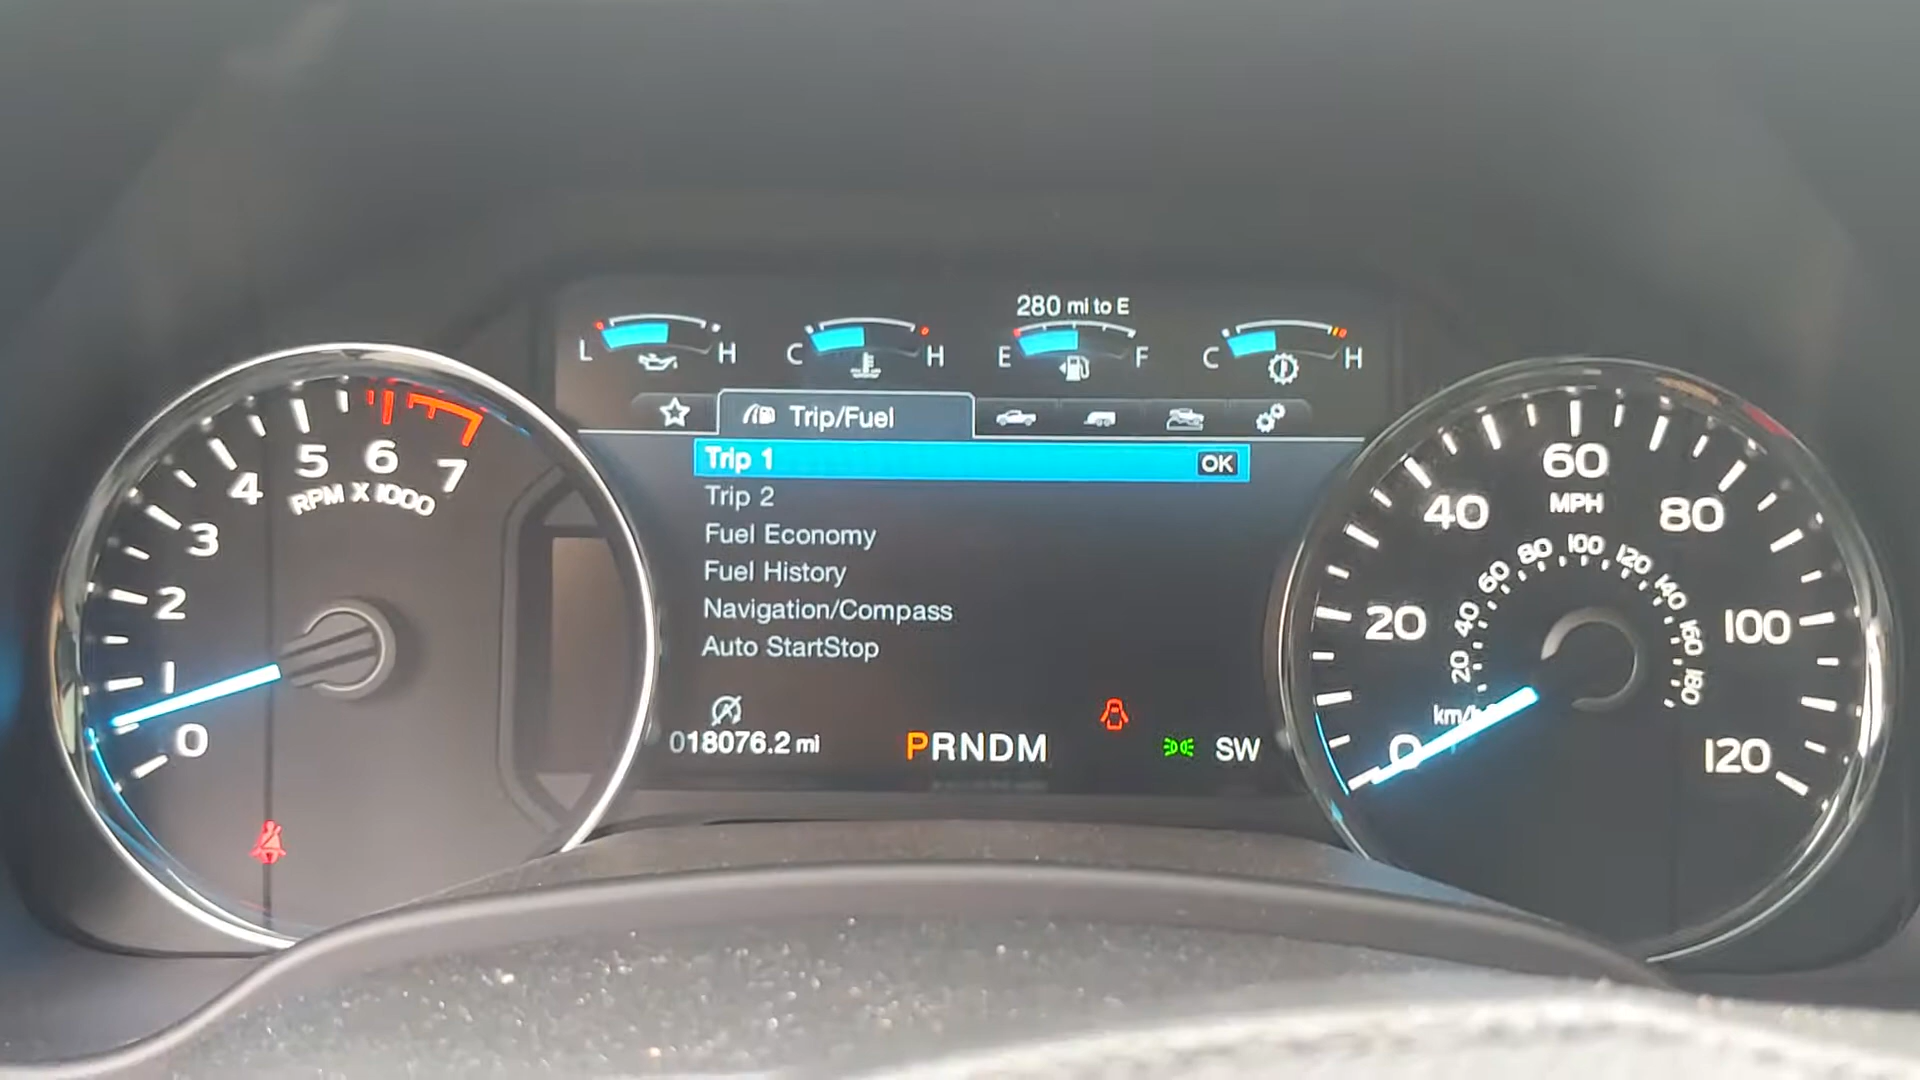 280 mi to E
L H C H E F C H
Trip/Fuel
Trip 1 OK
Trip 2
Fuel Economy
Fuel History
Navigation/Compass
Auto StartStop
018076.2 mi PRNDM SW
0 1 2 3 4 5 6 7
RPM X 1000
0 20 40 60 80 100 120
MPH
20 40 60 80 100 120 140 160 180
km/h